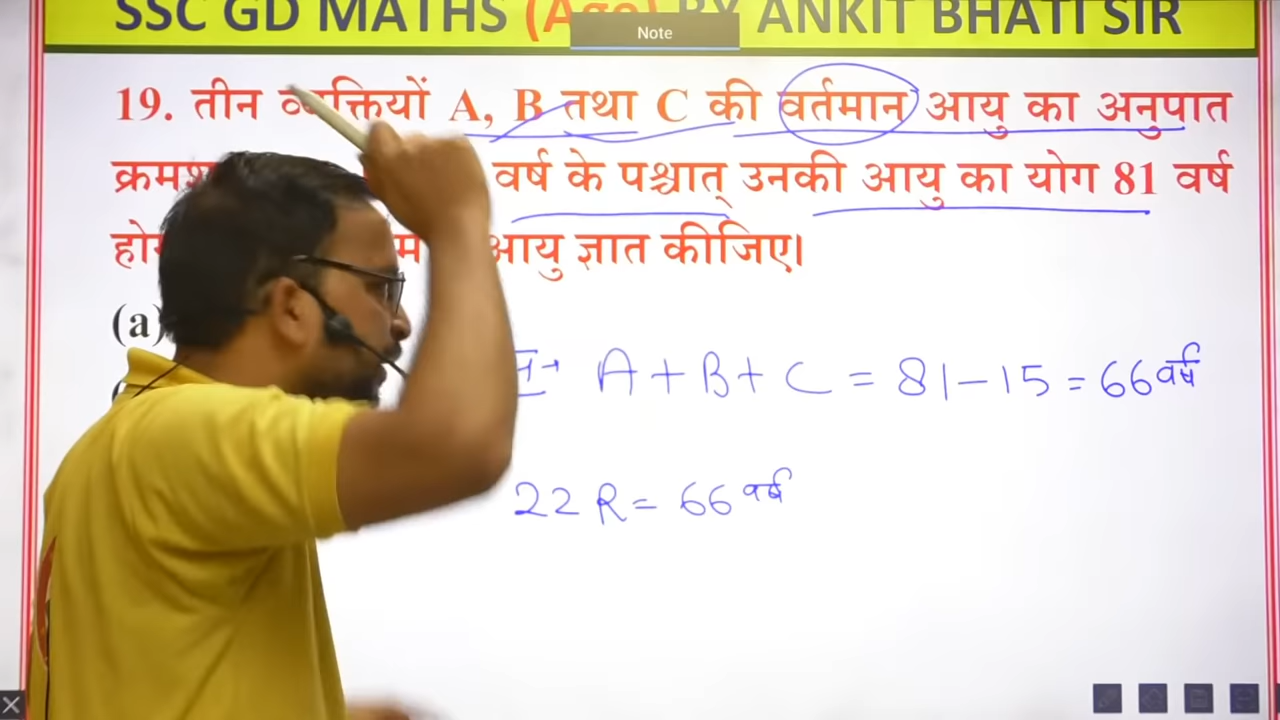 SSC GD MATHS (Age) BY ANKIT BHATI SIR
Note
19. तीन व्यक्तियों A, B तथा C की वर्तमान आयु का अनुपात
वर्ष के पश्चात् उनकी आयु का योग 81 वर्ष
आयु ज्ञात कीजिए।
(a)
A + B + C = 81 - 15 = 66 वर्ष
22 R = 66 वर्ष